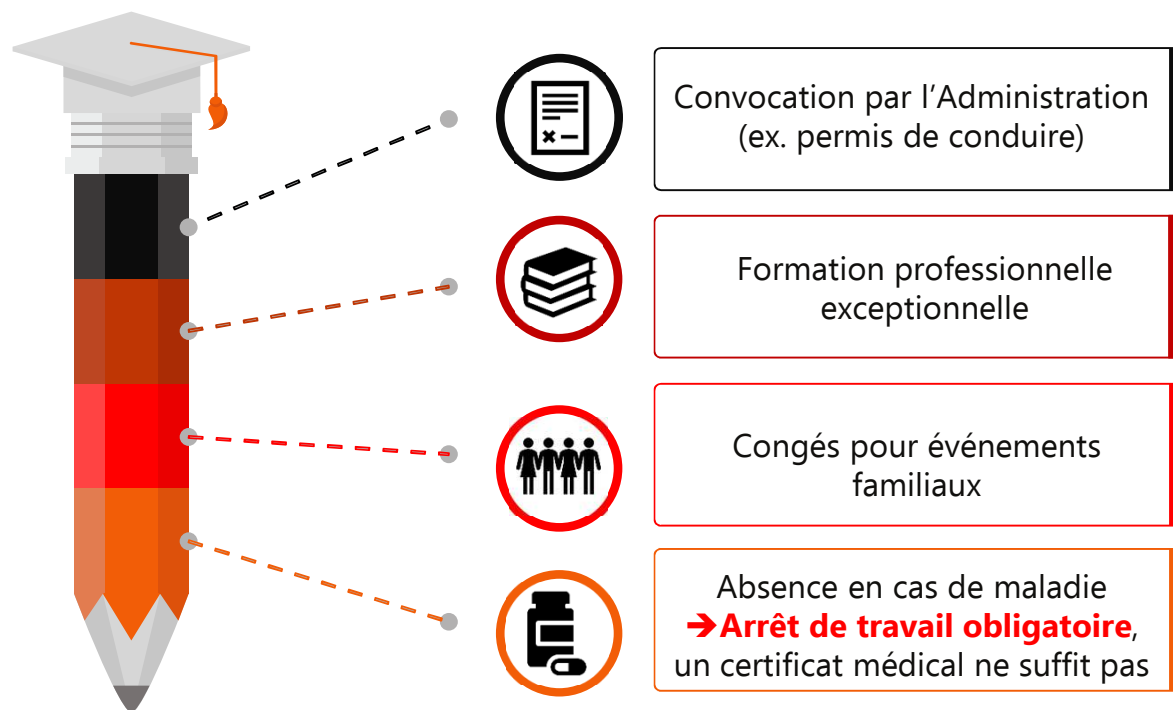 Convocation par l'Administration
(ex. permis de conduire)
Formation professionnelle
exceptionnelle
Congés pour événements
familiaux
Absence en cas de maladie
➔Arrêt de travail obligatoire,
un certificat médical ne suffit pas